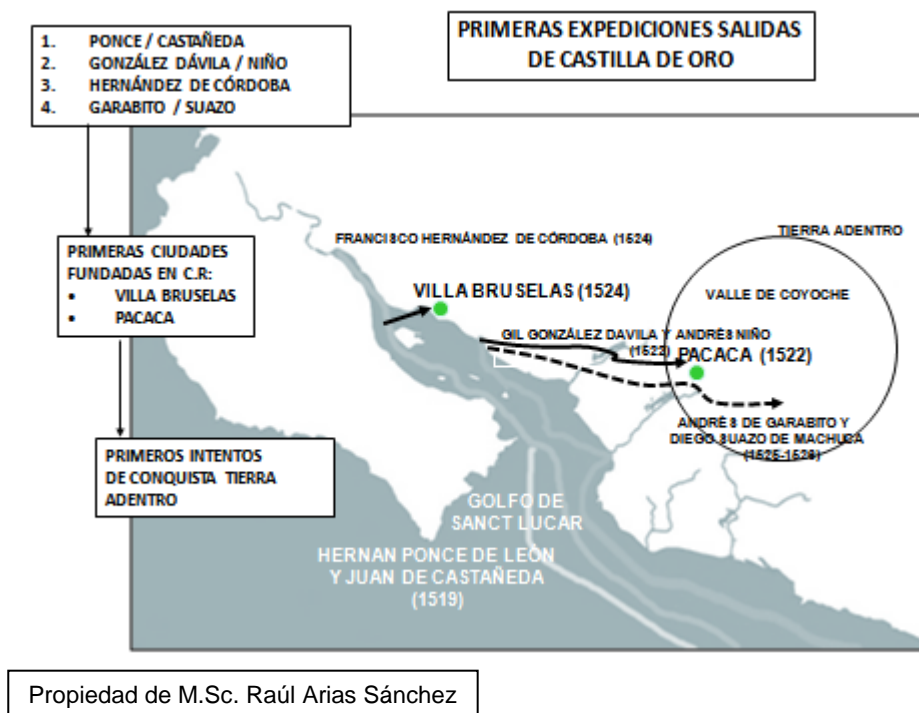 1. PONCE / CASTAÑEDA
2. GONZÁLEZ DÁVILA / NIÑO
3. HERNÁNDEZ DE CÓRDOBA
4. GARABITO / SUAZO
PRIMERAS EXPEDICIONES SALIDAS
DE CASTILLA DE ORO
PRIMERAS CIUDADES
FUNDADAS EN C.R:
• VILLA BRUSELAS
• PACACA
PRIMEROS INTENTOS
DE CONQUISTA TIERRA
ADENTRO
TIERRA ADENTRO
FRANCISCO HERNÁNDEZ DE CÓRDOBA (1524)
VILLA BRUSELAS (1524)
VALLE DE COYOCHE
GIL GONZÁLEZ DAVILA Y ANDRÉS NIÑO
(1522)
PACACA (1522)
ANDRÉS DE GARABITO Y
DIEGO SUAZO DE MACHUCA
(1525-1526)
GOLFO DE
SANCT LUCAR
HERNAN PONCE DE LEÓN
Y JUAN DE CASTAÑEDA
(1519)
Propiedad de M.Sc. Raúl Arias Sánchez